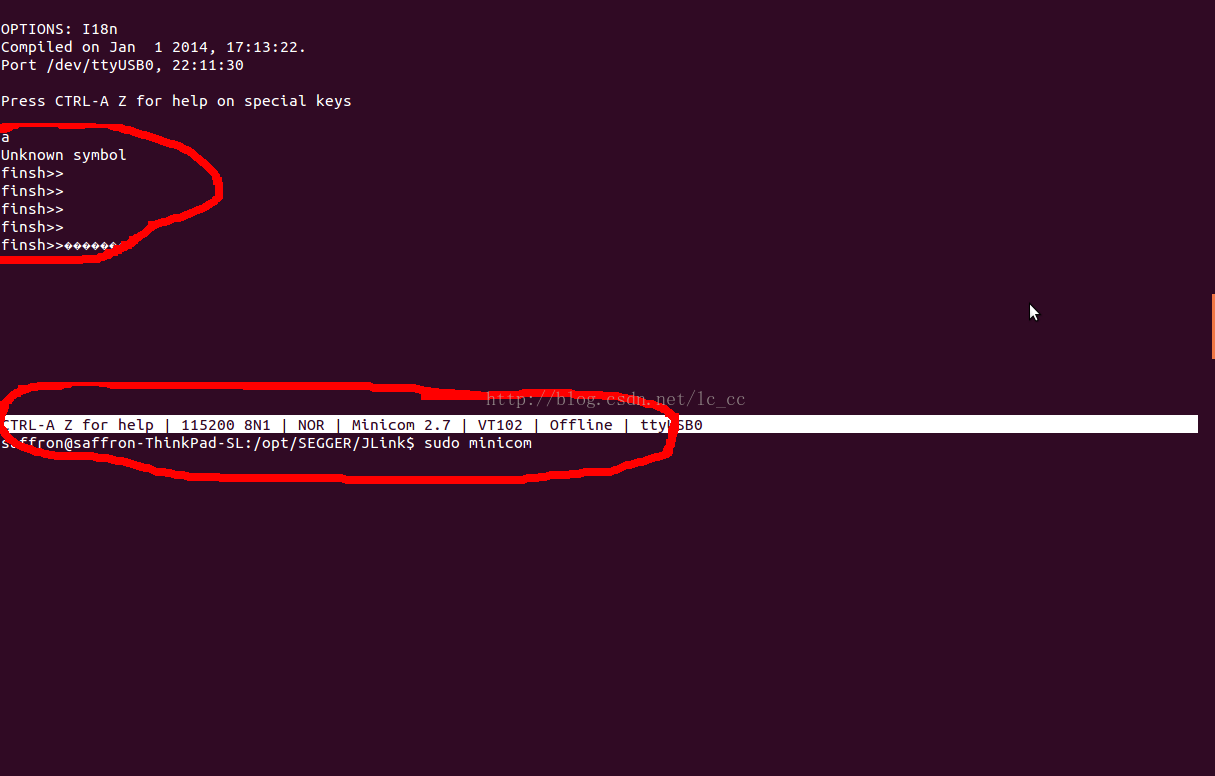 OPTIONS: I18n
Compiled on Jan  1 2014, 17:13:22.
Port /dev/ttyUSB0, 22:11:30
Press CTRL-A Z for help on special keys
a
Unknown symbol
finsh>>
finsh>>
finsh>>
finsh>>
finsh>>������
http://blog.csdn.net/lc_cc
CTRL-A Z for help | 115200 8N1 | NOR | Minicom 2.7 | VT102 | Offline | ttyUSB0
saffron@saffron-ThinkPad-SL:/opt/SEGGER/JLink$ sudo minicom